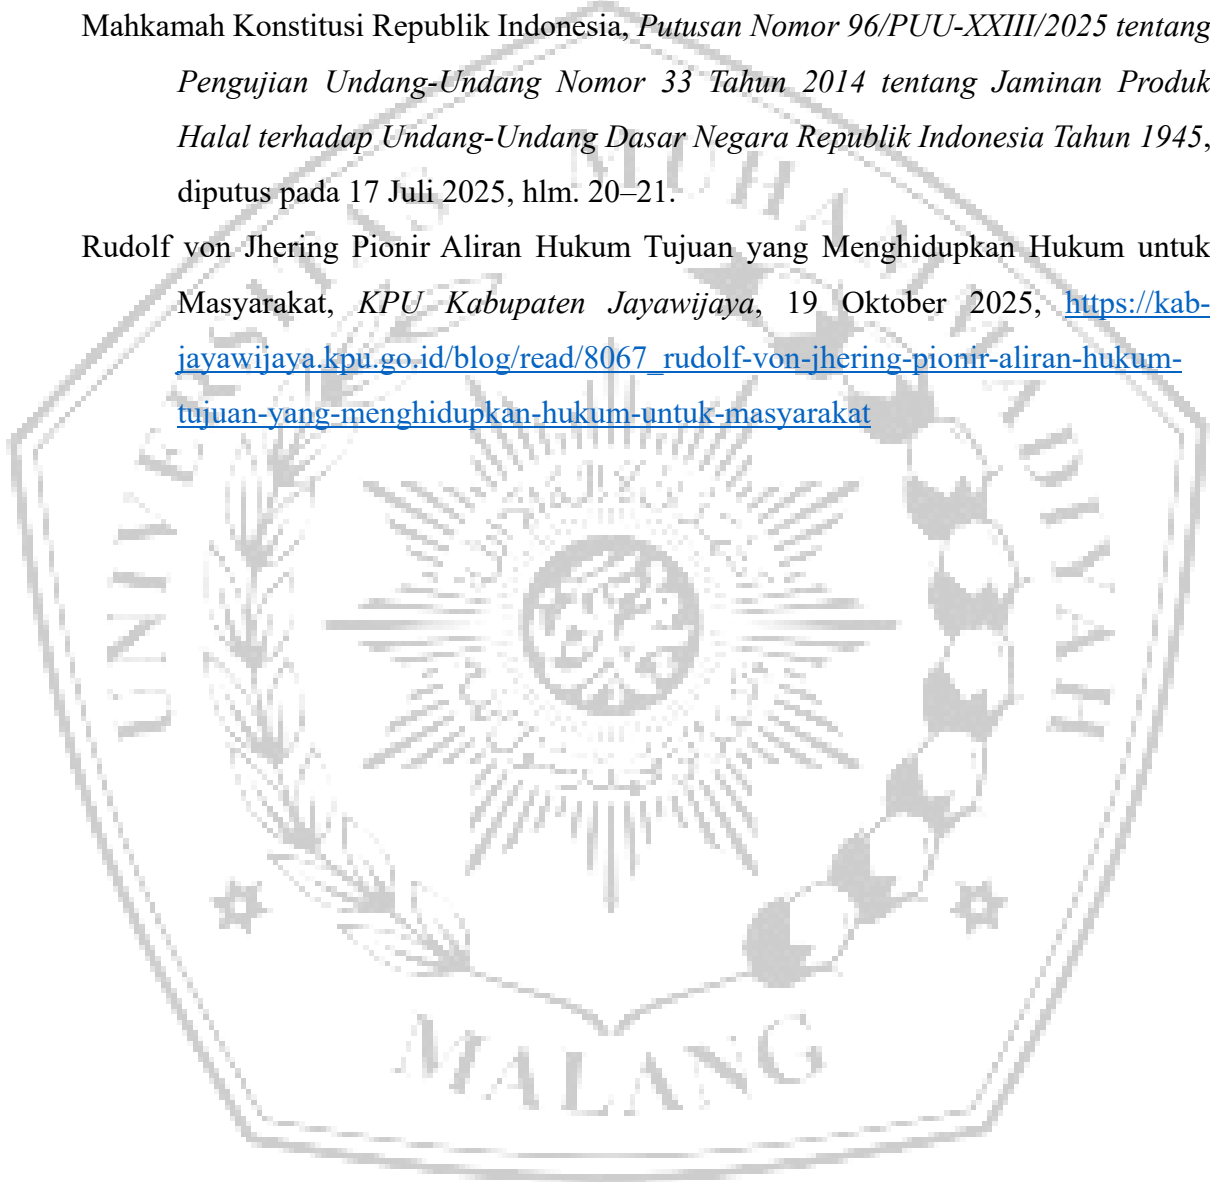 Mahkamah Konstitusi Republik Indonesia, Putusan Nomor 96/PUU-XXIII/2025 tentang
Pengujian Undang-Undang Nomor 33 Tahun 2014 tentang Jaminan Produk
Halal terhadap Undang-Undang Dasar Negara Republik Indonesia Tahun 1945,
diputus pada 17 Juli 2025, hlm. 20–21.
Rudolf von Jhering Pionir Aliran Hukum Tujuan yang Menghidupkan Hukum untuk
Masyarakat, KPU Kabupaten Jayawijaya, 19 Oktober 2025, https://kab-
jayawijaya.kpu.go.id/blog/read/8067_rudolf-von-jhering-pionir-aliran-hukum-
tujuan-yang-menghidupkan-hukum-untuk-masyarakat
UNIVERSITAS MUHAMMADIYAH
MALANG